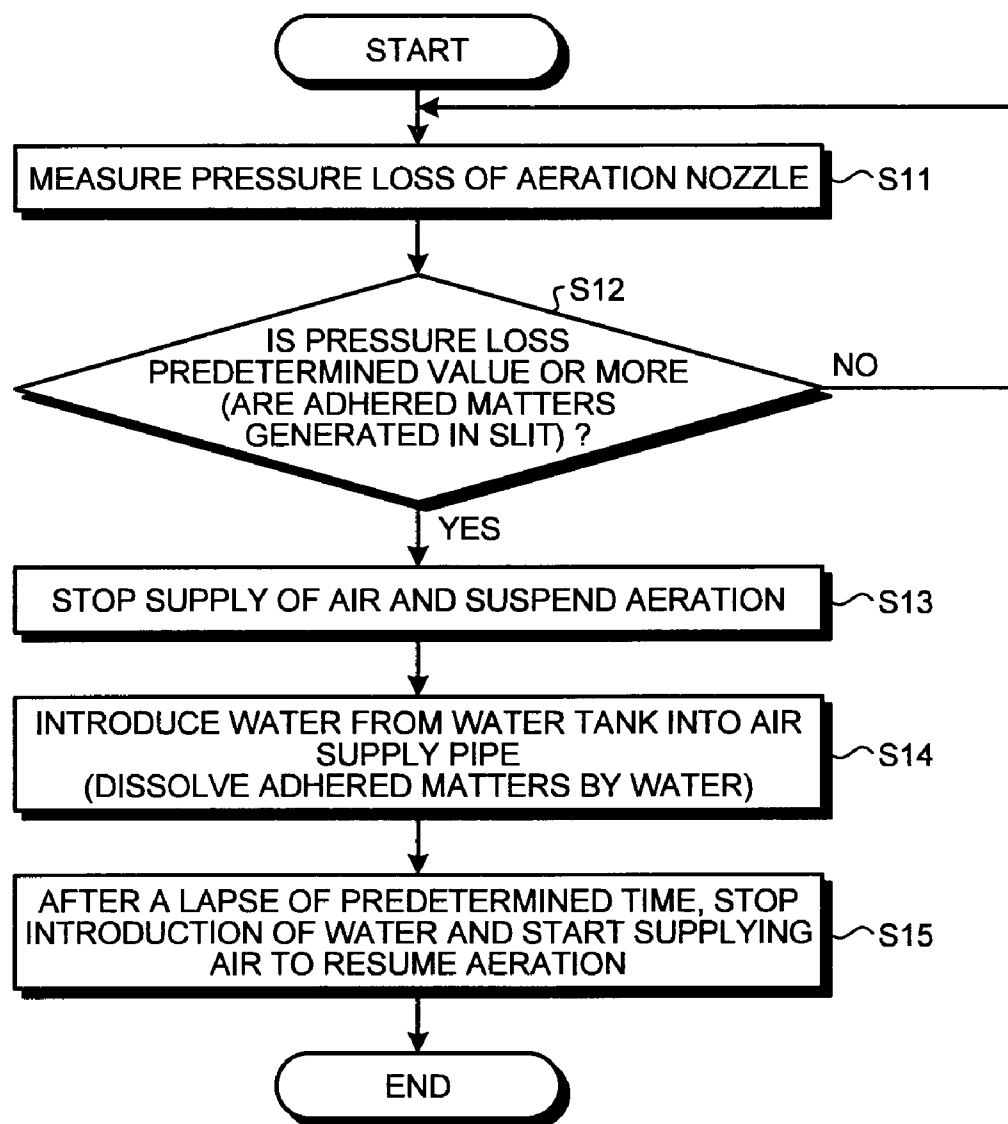 START
MEASURE PRESSURE LOSS OF AERATION NOZZLE
S11
S12
IS PRESSURE LOSS
PREDETERMINED VALUE OR MORE
(ARE ADHERED MATTERS
GENERATED IN SLIT) ?
NO
YES
STOP SUPPLY OF AIR AND SUSPEND AERATION
S13
INTRODUCE WATER FROM WATER TANK INTO AIR
SUPPLY PIPE
(DISSOLVE ADHERED MATTERS BY WATER)
S14
AFTER A LAPSE OF PREDETERMINED TIME, STOP
INTRODUCTION OF WATER AND START SUPPLYING
AIR TO RESUME AERATION
S15
END